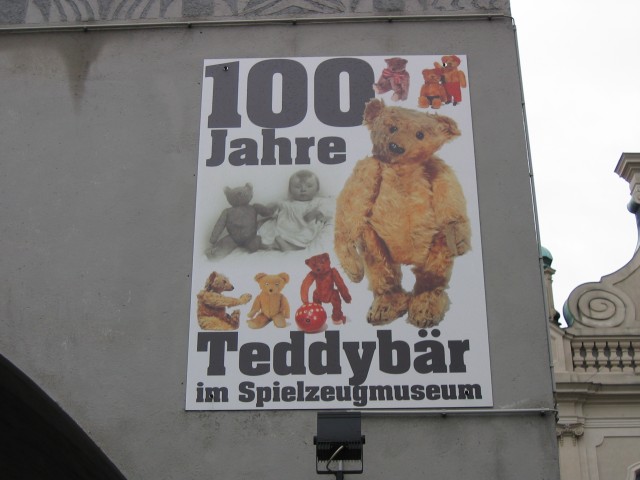 100
Jahre
Teddybär
im Spielzeugmuseum